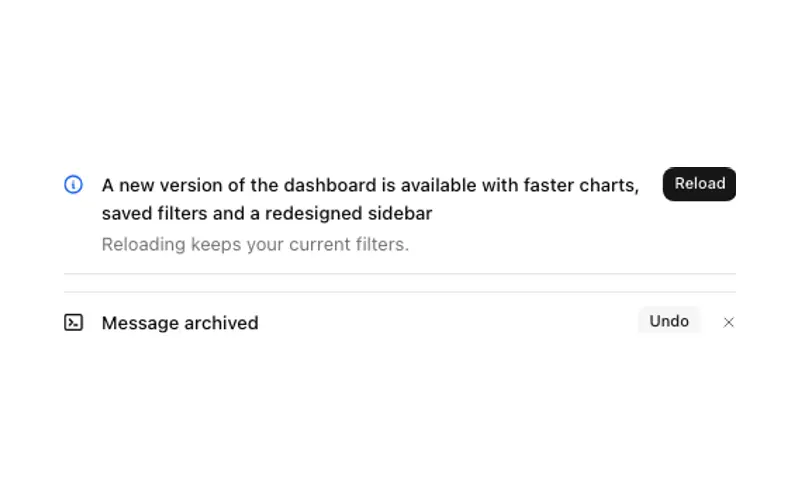 A new version of the dashboard is available with faster charts,
saved filters and a redesigned sidebar
Reload
Reloading keeps your current filters.
Message archived
Undo